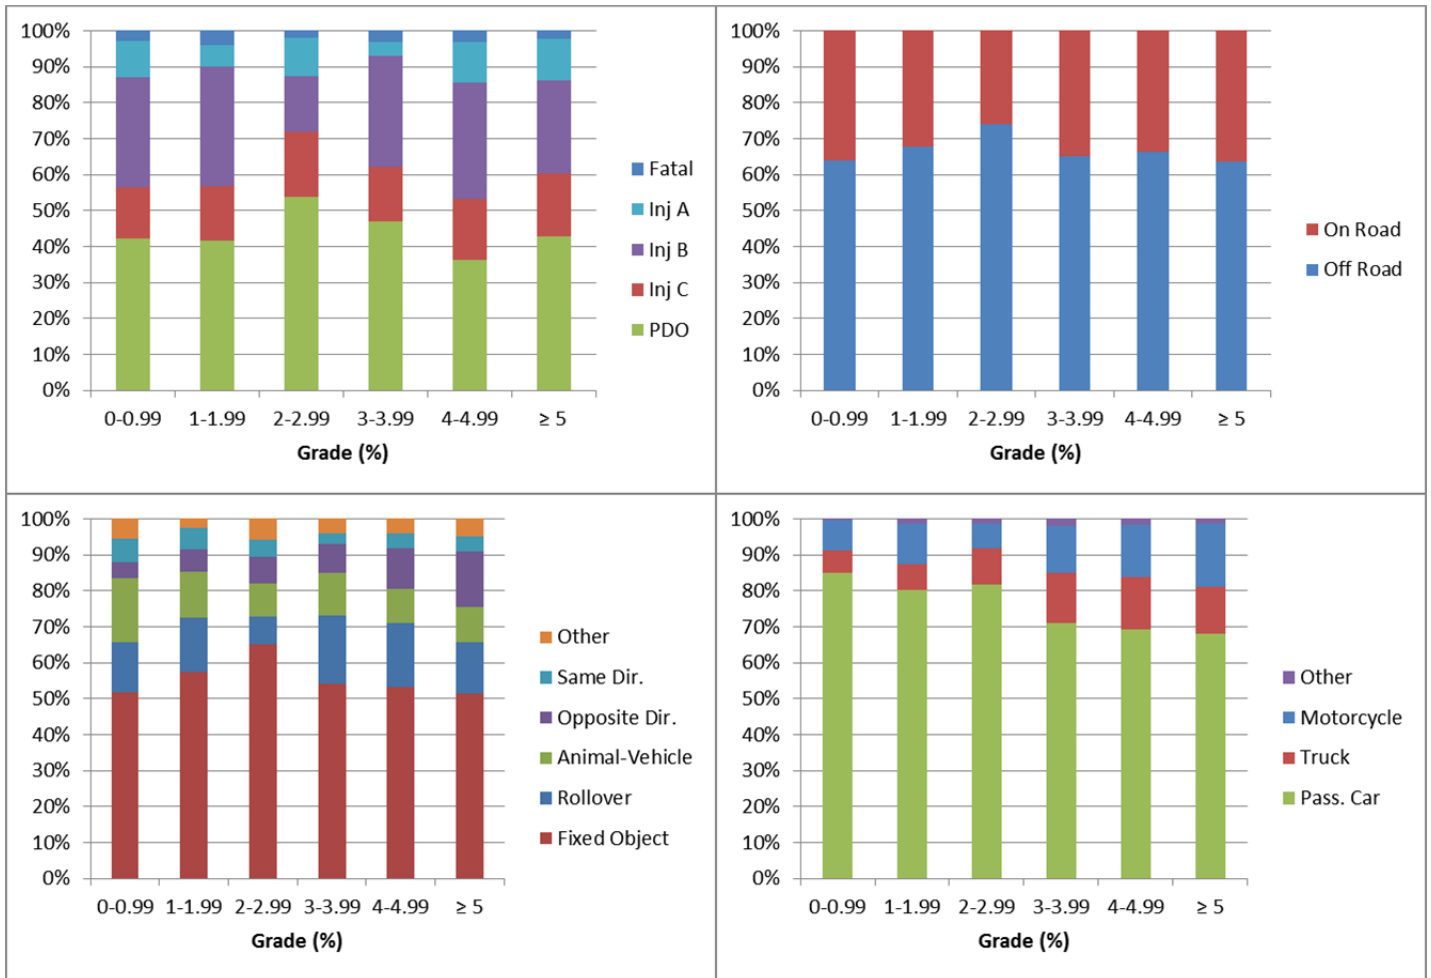 100%
90%
80%
70%
60%
50%
40%
30%
20%
10%
0%
0-0.99 1-1.99 2-2.99 3-3.99 4-4.99 ≥ 5
Grade (%)
Fatal
Inj A
Inj B
Inj C
PDO
100%
90%
80%
70%
60%
50%
40%
30%
20%
10%
0%
0-0.99 1-1.99 2-2.99 3-3.99 4-4.99 ≥ 5
Grade (%)
On Road
Off Road
100%
90%
80%
70%
60%
50%
40%
30%
20%
10%
0%
0-0.99 1-1.99 2-2.99 3-3.99 4-4.99 ≥ 5
Grade (%)
Other
Same Dir.
Opposite Dir.
Animal-Vehicle
Rollover
Fixed Object
100%
90%
80%
70%
60%
50%
40%
30%
20%
10%
0%
0-0.99 1-1.99 2-2.99 3-3.99 4-4.99 ≥ 5
Grade (%)
Other
Motorcycle
Truck
Pass. Car